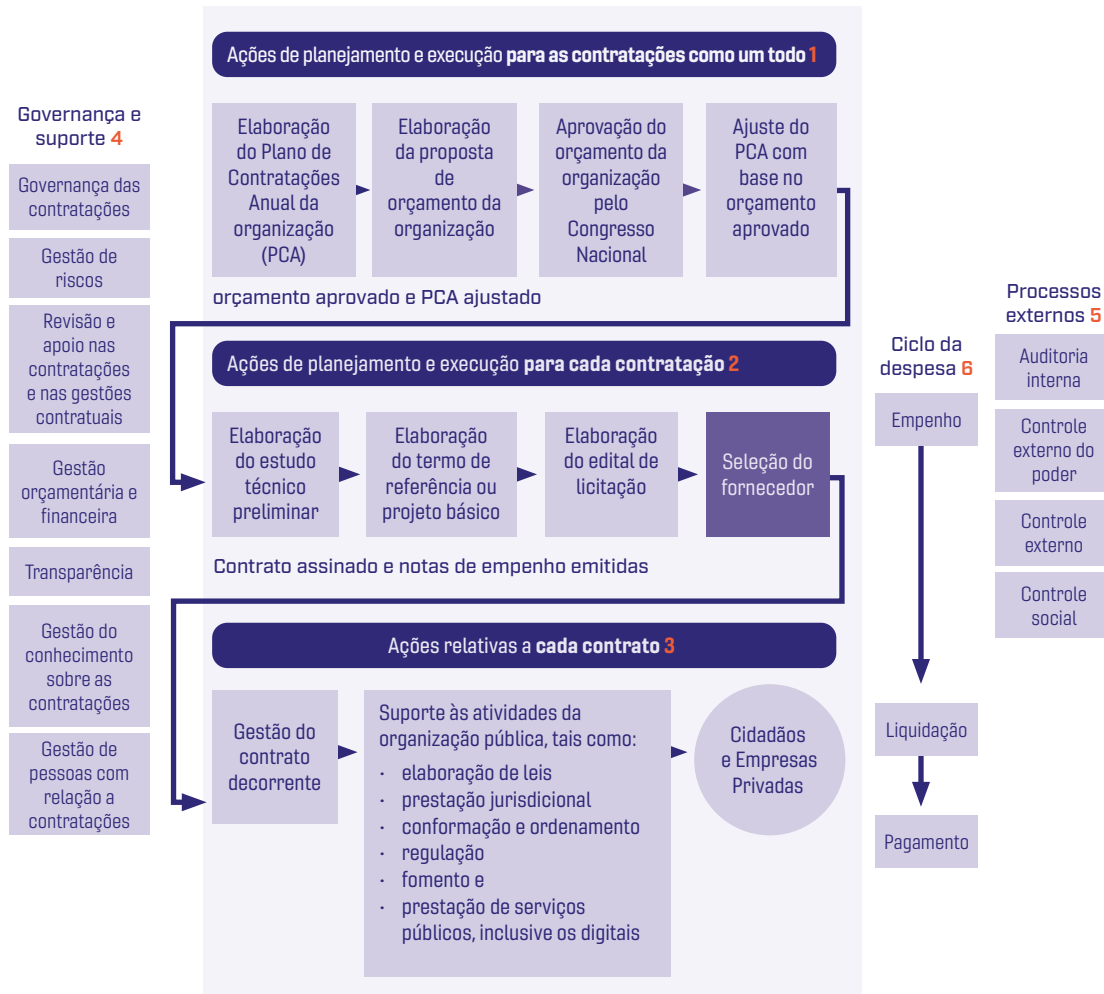 Ações de planejamento e execução para as contratações como um todo 1
Elaboração
do Plano de
Contratações
Anual da
organização
(PCA)
Elaboração
da proposta
de
orçamento da
organização
Aprovação do
orçamento da
organização
pelo
Congresso
Nacional
Ajuste do
PCA com
base no
orçamento
aprovado
orçamento aprovado e PCA ajustado
Governança e
suporte 4
Governança das
contratações
Gestão de
riscos
Revisão e
apoio nas
contratações
e nas gestões
contratuais
Gestão
orçamentária e
financeira
Transparência
Gestão do
conhecimento
sobre as
contratações
Gestão de
pessoas com
relação a
contratações
Ações de planejamento e execução para cada contratação 2
Elaboração
do estudo
técnico
preliminar
Elaboração
do termo de
referência ou
projeto básico
Elaboração
do edital de
licitação
Seleção do
fornecedor
Contrato assinado e notas de empenho emitidas
Ações relativas a cada contrato 3
Gestão do
contrato
decorrente
Suporte às atividades da
organização pública, tais como:
· elaboração de leis
· prestação jurisdicional
· conformação e ordenamento
· regulação
· fomento e
· prestação de serviços
públicos, inclusive os digitais
Cidadãos
e Empresas
Privadas
Ciclo da
despesa 6
Empenho
Liquidação
Pagamento
Processos
externos 5
Auditoria
interna
Controle
externo do
poder
Controle
externo
Controle
social